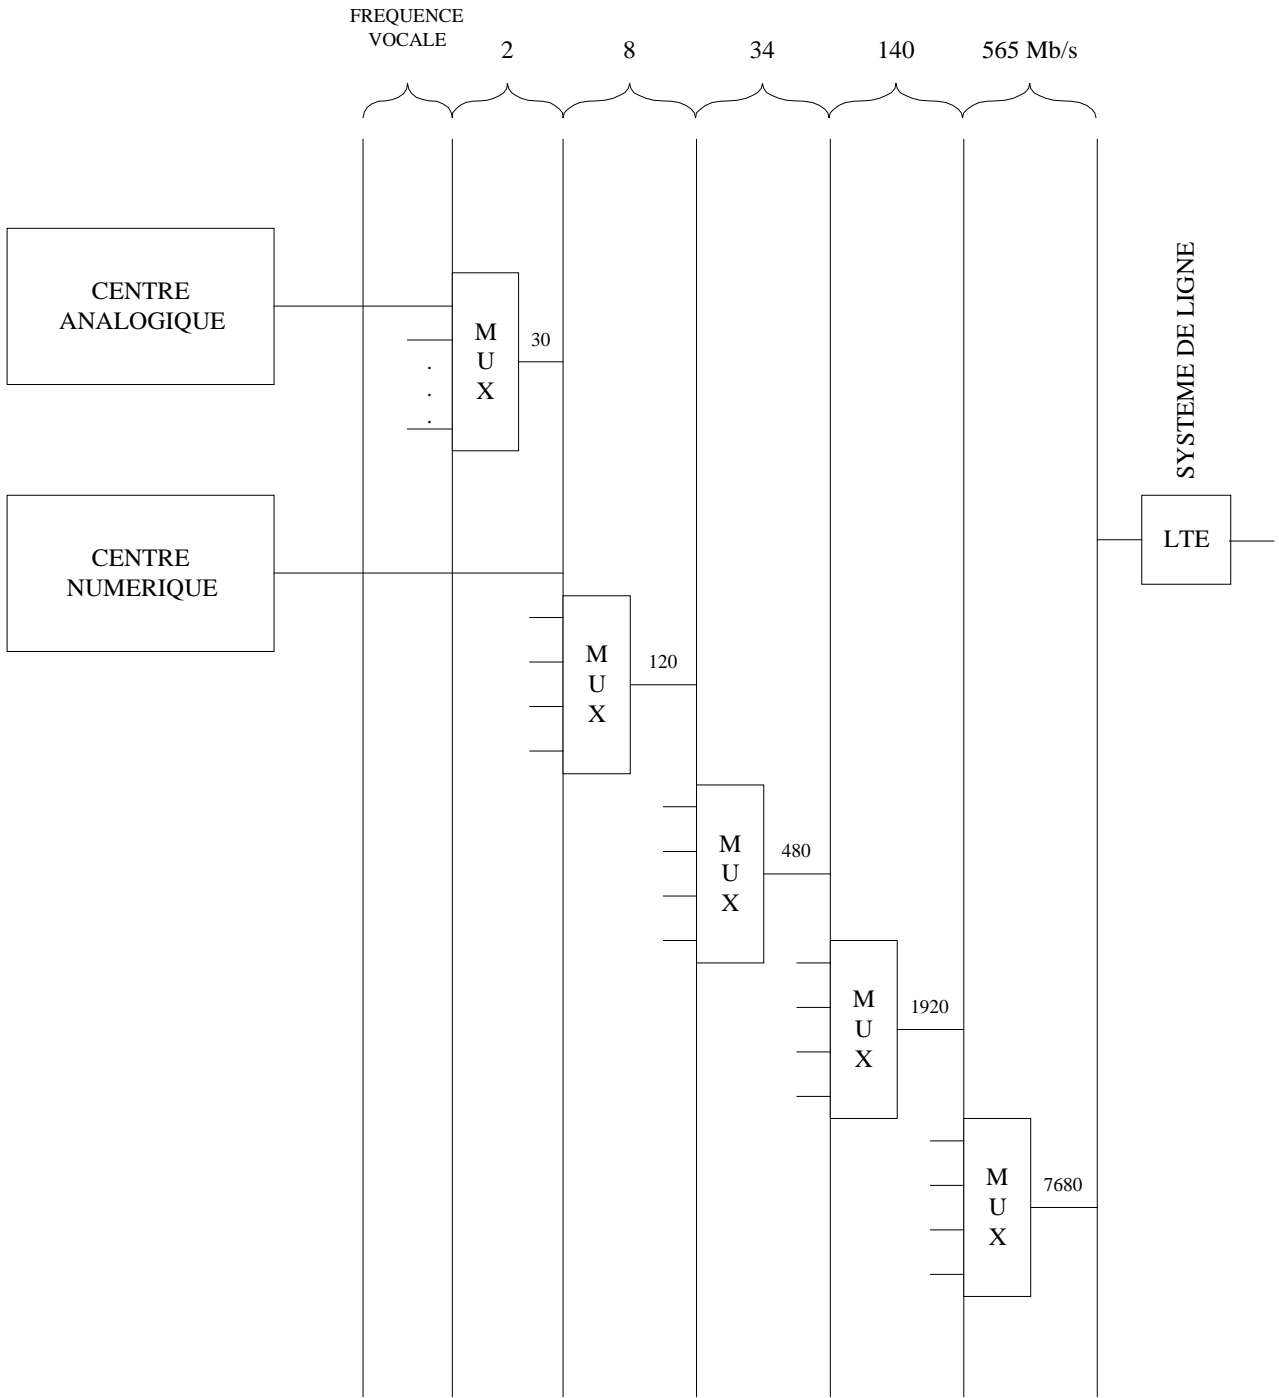 FREQUENCE
VOCALE
2
8
34
140
565 Mb/s
CENTRE
ANALOGIQUE
M
U
X
30
.
.
.
SYSTEME DE LIGNE
CENTRE
NUMERIQUE
LTE
M
U
X
120
M
U
X
480
M
U
X
1920
M
U
X
7680